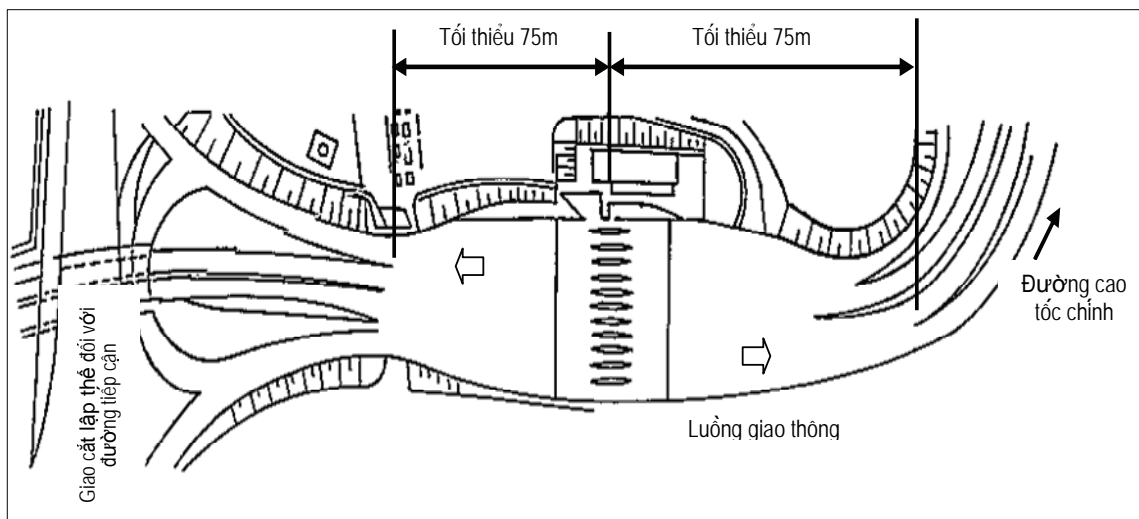 Tối thiểu 75m
Tối thiểu 75m
Đường cao
tốc chính
Giao cắt lập thể đối với
đường tiếp cận
Luồng giao thông